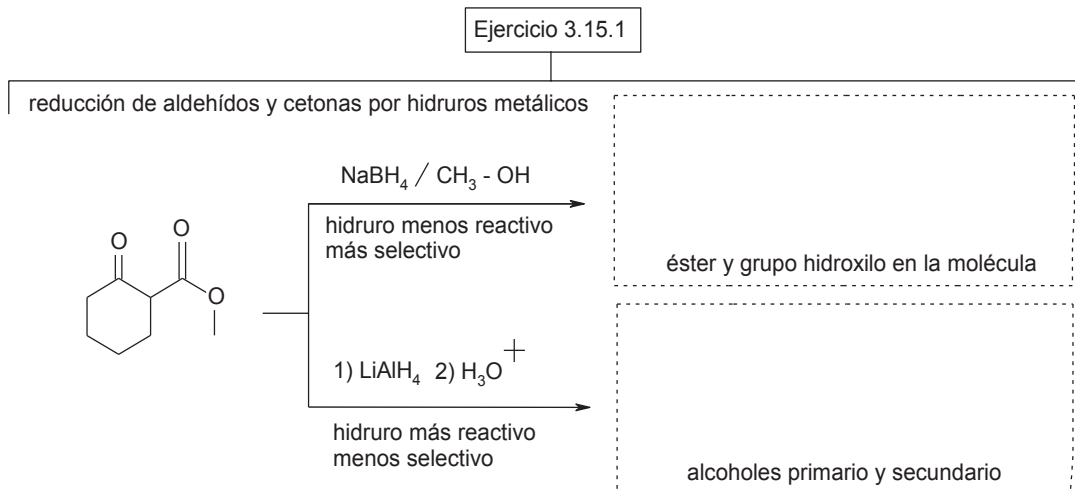 Ejercicio 3.15.1
reducción de aldehídos y cetonas por hidruros metálicos
NaBH4 / CH3 - OH
hidruro menos reactivo
más selectivo
éster y grupo hidroxilo en la molécula
O
O
O
1) LiAlH4 2) H3O+
hidruro más reactivo
menos selectivo
alcoholes primario y secundario